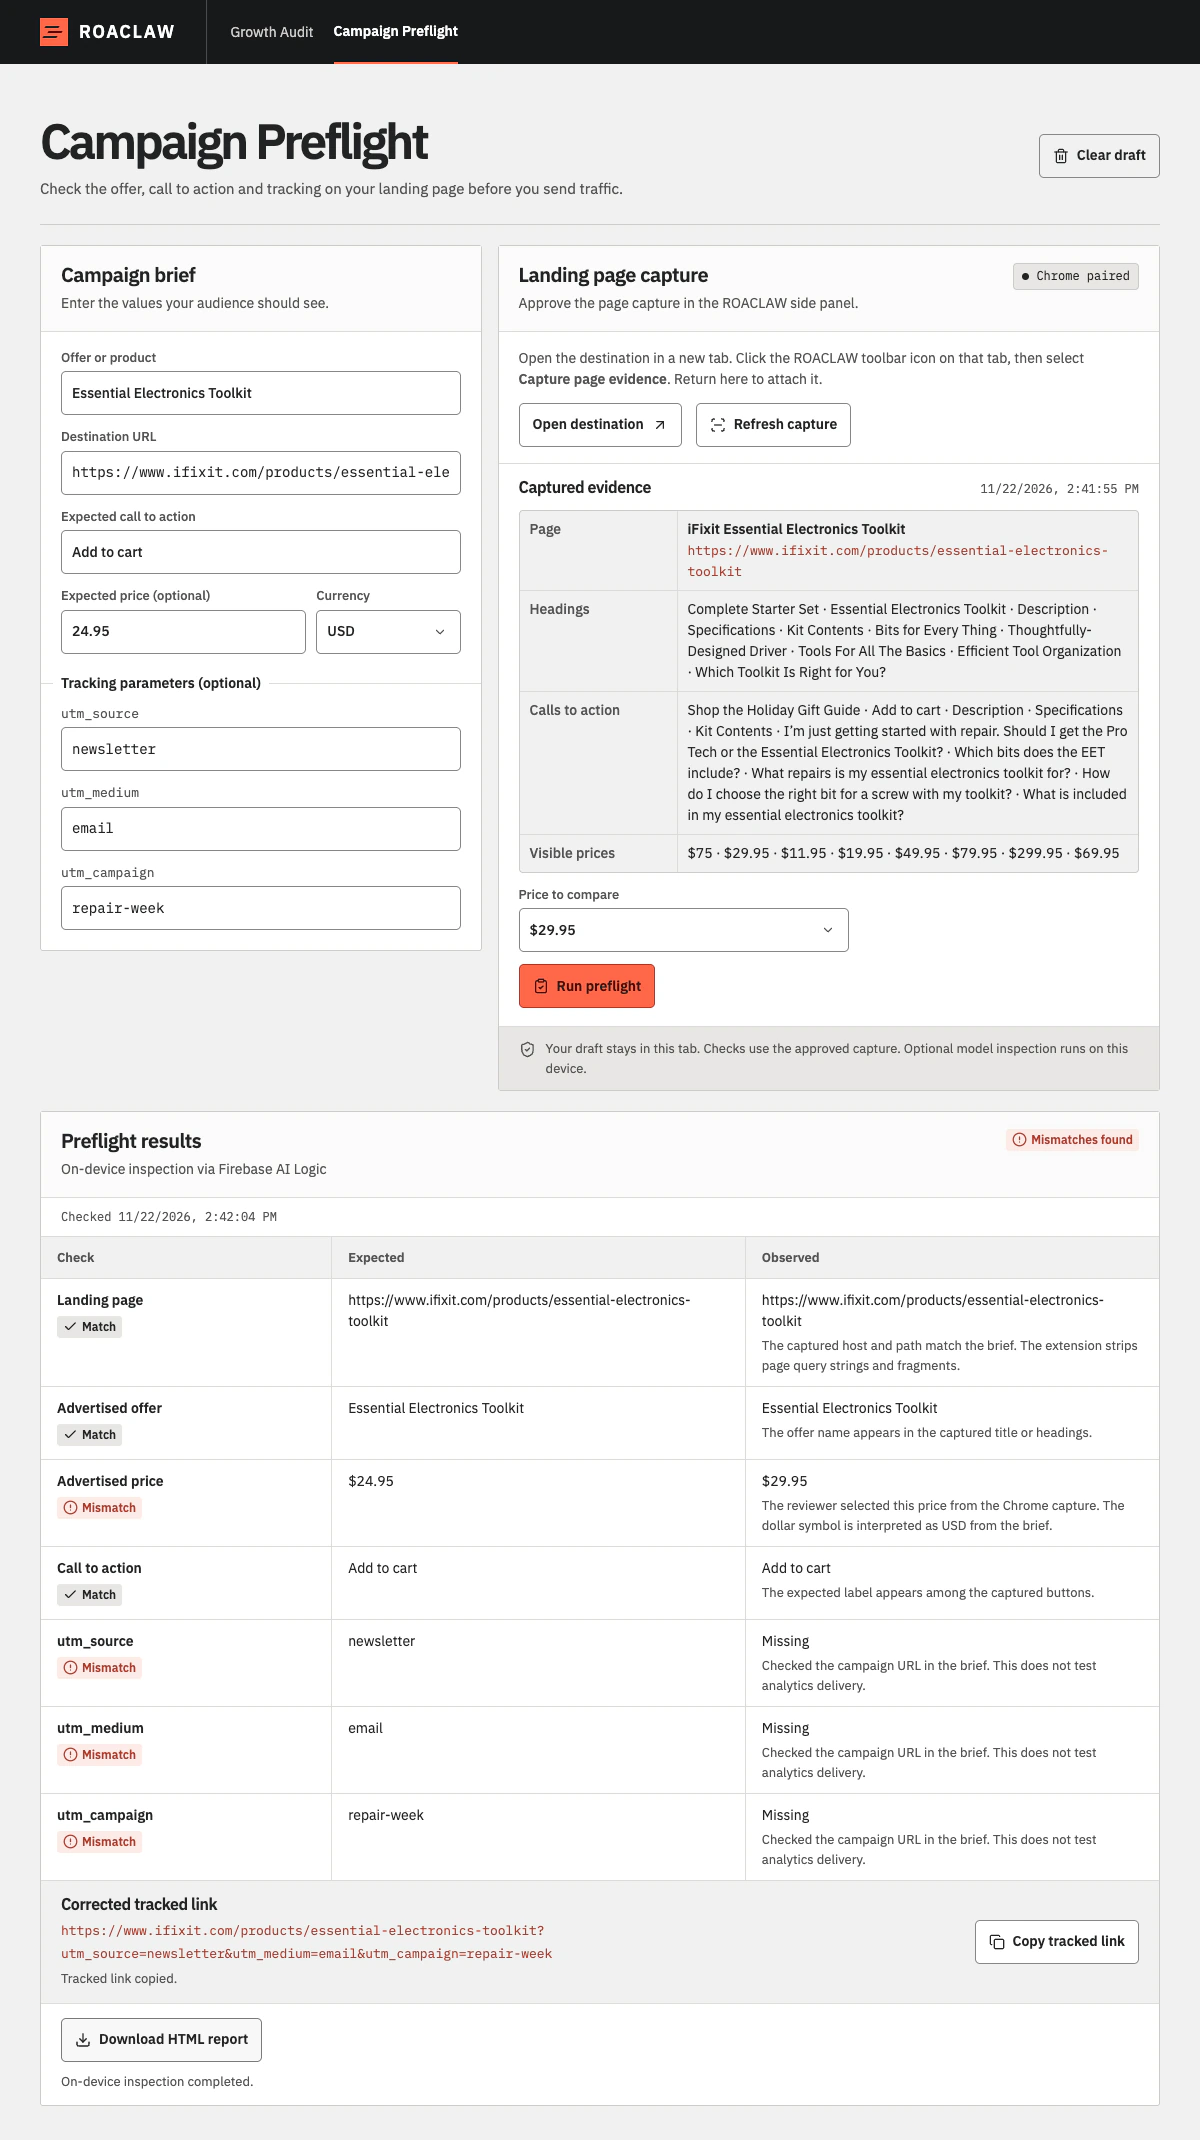 ROACLAW
Growth Audit
Campaign Preflight
Campaign Preflight
Check the offer, call to action and tracking on your landing page before you send traffic.
Clear draft
Campaign brief
Enter the values your audience should see.
Offer or product
Essential Electronics Toolkit
Destination URL
https://www.ifixit.com/products/essential-ele
Expected call to action
Add to cart
Expected price (optional)
Currency
24.95
USD
Tracking parameters (optional)
utm_source
newsletter
utm_medium
email
utm_campaign
repair-week
Landing page capture
Chrome paired
Approve the page capture in the ROACLAW side panel.
Open the destination in a new tab. Click the ROACLAW toolbar icon on that tab, then select
Capture page evidence. Return here to attach it.
Open destination
Refresh capture
Captured evidence
11/22/2026, 2:41:55 PM
Page
iFixit Essential Electronics Toolkit
https://www.ifixit.com/products/essential-electronics-
toolkit
Headings
Complete Starter Set · Essential Electronics Toolkit · Description ·
Specifications · Kit Contents · Bits for Every Thing · Thoughtfully-
Designed Driver · Tools For All The Basics · Efficient Tool Organization
· Which Toolkit Is Right for You?
Calls to action
Shop the Holiday Gift Guide · Add to cart · Description · Specifications
· Kit Contents · I’m just getting started with repair. Should I get the Pro
Tech or the Essential Electronics Toolkit? · Which bits does the EET
include? · What repairs is my essential electronics toolkit for? · How
do I choose the right bit for a screw with my toolkit? · What is included
in my essential electronics toolkit?
Visible prices
$75 · $29.95 · $11.95 · $19.95 · $49.95 · $79.95 · $299.95 · $69.95
Price to compare
$29.95
Run preflight
Your draft stays in this tab. Checks use the approved capture. Optional model inspection runs on this
device.
Preflight results
Mismatches found
On-device inspection via Firebase AI Logic
Checked 11/22/2026, 2:42:04 PM
Check
Expected
Observed
Landing page
Match
https://www.ifixit.com/products/essential-electronics-
toolkit
https://www.ifixit.com/products/essential-electronics-
toolkit
The captured host and path match the brief. The extension strips
page query strings and fragments.
Advertised offer
Match
Essential Electronics Toolkit
Essential Electronics Toolkit
The offer name appears in the captured title or headings.
Advertised price
Mismatch
$24.95
$29.95
The reviewer selected this price from the Chrome capture. The
dollar symbol is interpreted as USD from the brief.
Call to action
Match
Add to cart
Add to cart
The expected label appears among the captured buttons.
utm_source
Mismatch
newsletter
Missing
Checked the campaign URL in the brief. This does not test
analytics delivery.
utm_medium
Mismatch
email
Missing
Checked the campaign URL in the brief. This does not test
analytics delivery.
utm_campaign
Mismatch
repair-week
Missing
Checked the campaign URL in the brief. This does not test
analytics delivery.
Corrected tracked link
https://www.ifixit.com/products/essential-electronics-toolkit?
utm_source=newsletter&utm_medium=email&utm_campaign=repair-week
Tracked link copied.
Copy tracked link
Download HTML report
On-device inspection completed.